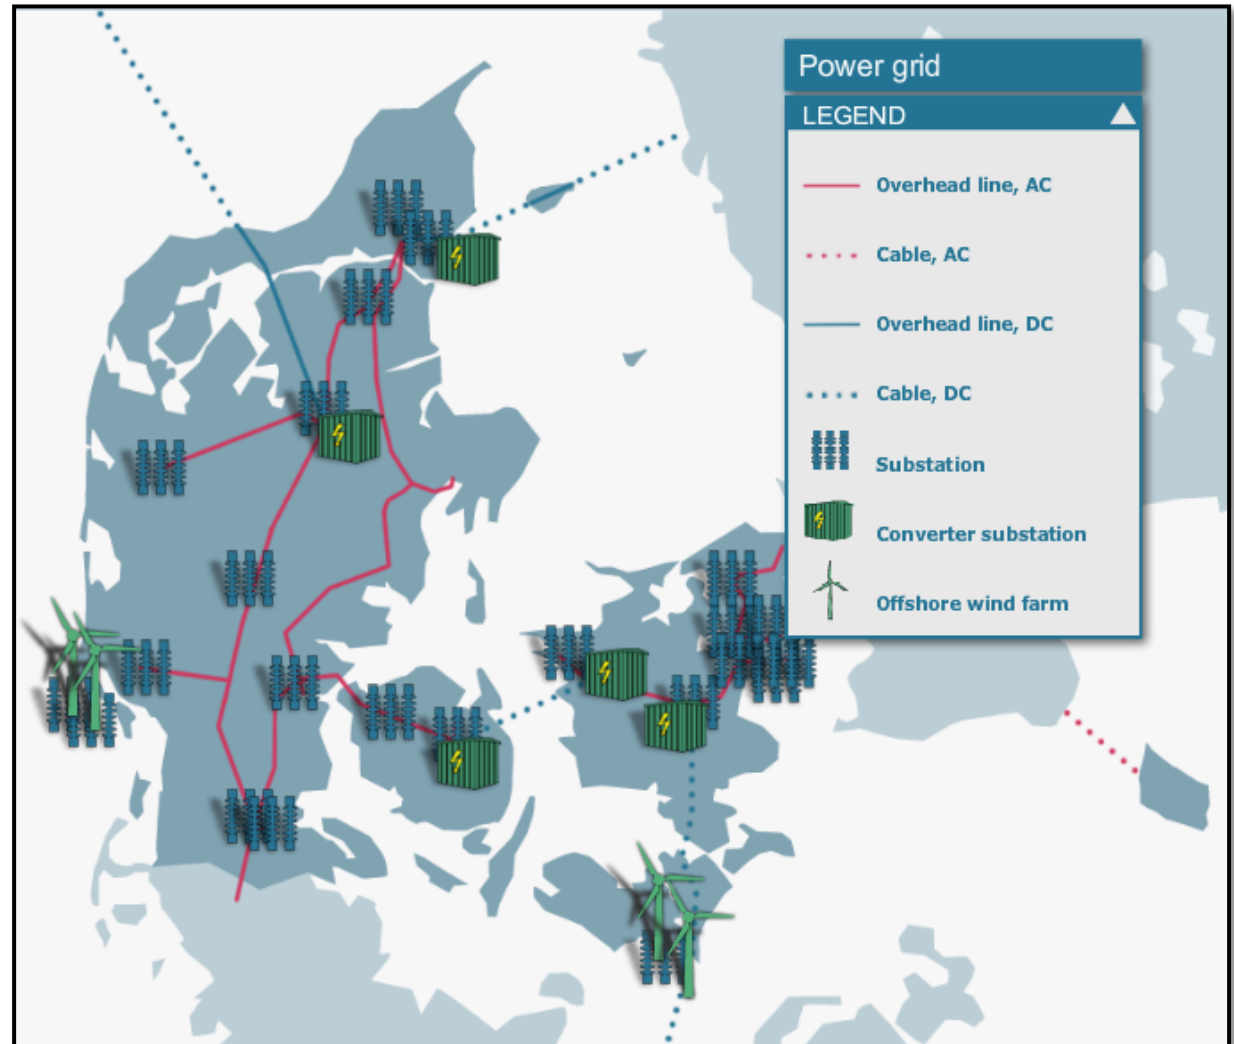 Power grid
LEGEND
Overhead line, AC
Cable, AC
Overhead line, DC
Cable, DC
Substation
Converter substation
Offshore wind farm